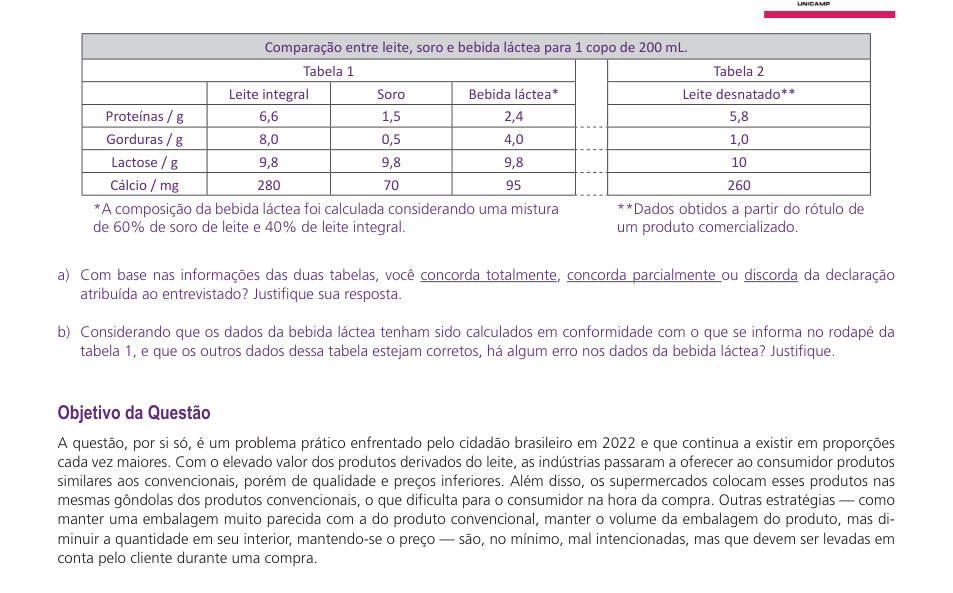 UNICAMP
Comparação entre leite, soro e bebida láctea para 1 copo de 200 mL.
Tabela 1 Tabela 2
Leite integral Soro Bebida láctea* Leite desnatado**
Proteínas / g 6,6 1,5 2,4 5,8
Gorduras / g 8,0 0,5 4,0 1,0
Lactose / g 9,8 9,8 9,8 10
Cálcio / mg 280 70 95 260
*A composição da bebida láctea foi calculada considerando uma mistura
de 60% de soro de leite e 40% de leite integral.
**Dados obtidos a partir do rótulo de
um produto comercializado.
a) Com base nas informações das duas tabelas, você concorda totalmente, concorda parcialmente ou discorda da declaração
atribuída ao entrevistado? Justifique sua resposta.
b) Considerando que os dados da bebida láctea tenham sido calculados em conformidade com o que se informa no rodapé da
tabela 1, e que os outros dados dessa tabela estejam corretos, há algum erro nos dados da bebida láctea? Justifique.
Objetivo da Questão
A questão, por si só, é um problema prático enfrentado pelo cidadão brasileiro em 2022 e que continua a existir em proporções
cada vez maiores. Com o elevado valor dos produtos derivados do leite, as indústrias passaram a oferecer ao consumidor produtos
similares aos convencionais, porém de qualidade e preços inferiores. Além disso, os supermercados colocam esses produtos nas
mesmas gôndolas dos produtos convencionais, o que dificulta para o consumidor na hora da compra. Outras estratégias — como
manter uma embalagem muito parecida com a do produto convencional, manter o volume da embalagem do produto, mas di-
minuir a quantidade em seu interior, mantendo-se o preço — são, no mínimo, mal intencionadas, mas que devem ser levadas em
conta pelo cliente durante uma compra.